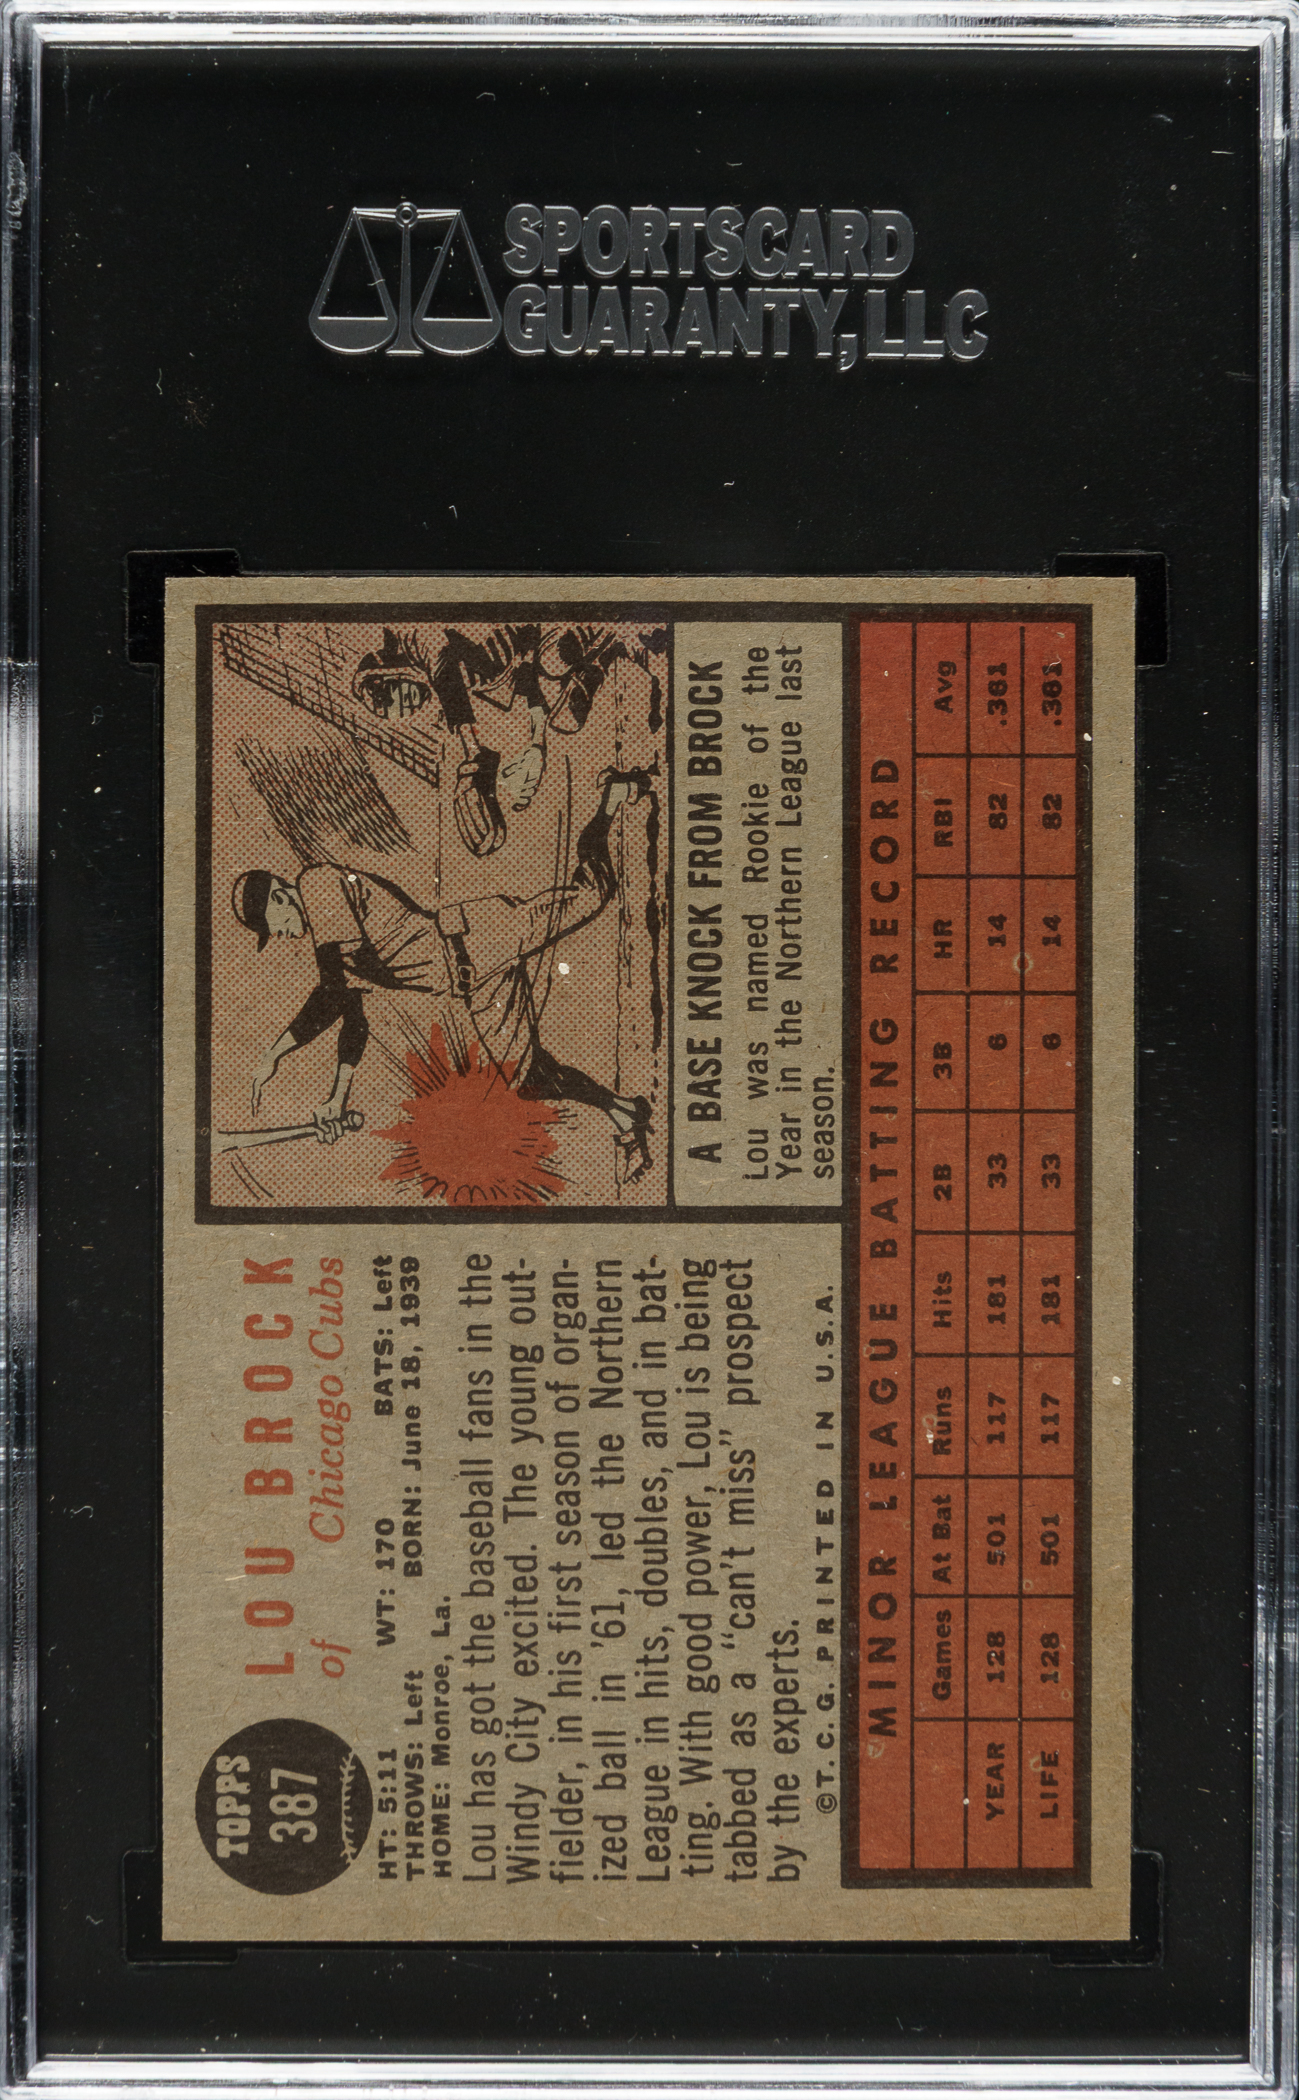 SPORTSCARD
GUARANTY, LLC
TOPPS
387
LOU BROCK
of Chicago Cubs
HT: 5:11 WT: 170 BATS: Left
THROWS: Left BORN: June 18, 1939
HOME: Monroe, La.
Lou has got the baseball fans in the
Windy City excited. The young out-
fielder, in his first season of organ-
ized ball in '61, led the Northern
League in hits, doubles, and in bat-
ting. With good power, Lou is being
tabbed as a "can't miss" prospect
by the experts.
©T.C.G. PRINTED IN U.S.A.
A BASE KNOCK FROM BROCK
Lou was named Rookie of the
Year in the Northern League last
season.
MINOR LEAGUE BATTING RECORD
Games At Bat Runs Hits 2B 3B HR RBI Avg
YEAR 128 501 117 181 33 6 14 82 .361
LIFE 128 501 117 181 33 6 14 82 .361